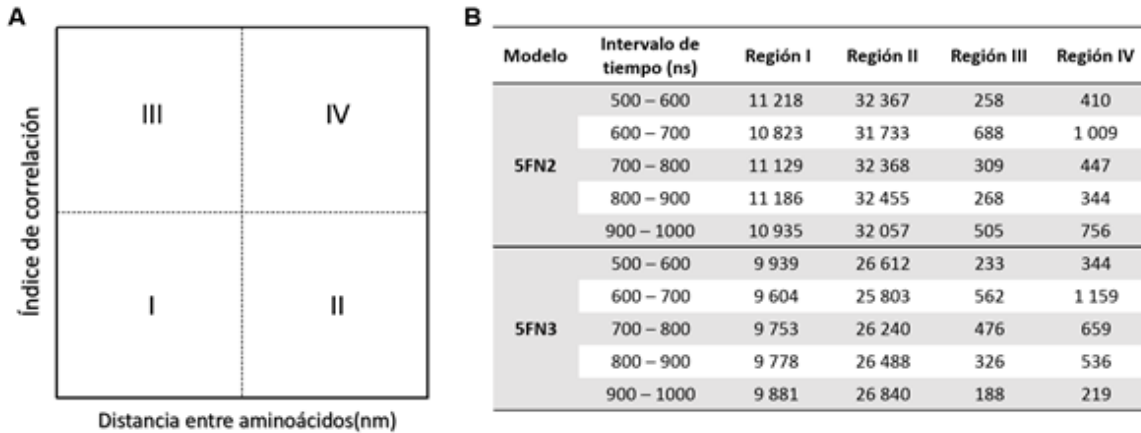 A
Índice de correlación
III
IV
I
II
Distancia entre aminoácidos(nm)
B
Modelo Intervalo de tiempo (ns) Región I Región II Región III Región IV
5FN2
500 – 600 11 218 32 367 258 410
600 – 700 10 823 31 733 688 1 009
700 – 800 11 129 32 368 309 447
800 – 900 11 186 32 455 268 344
900 – 1000 10 935 32 057 505 756
5FN3
500 – 600 9 939 26 612 233 344
600 – 700 9 604 25 803 562 1 159
700 – 800 9 753 26 240 476 659
800 – 900 9 778 26 488 326 536
900 – 1000 9 881 26 840 188 219